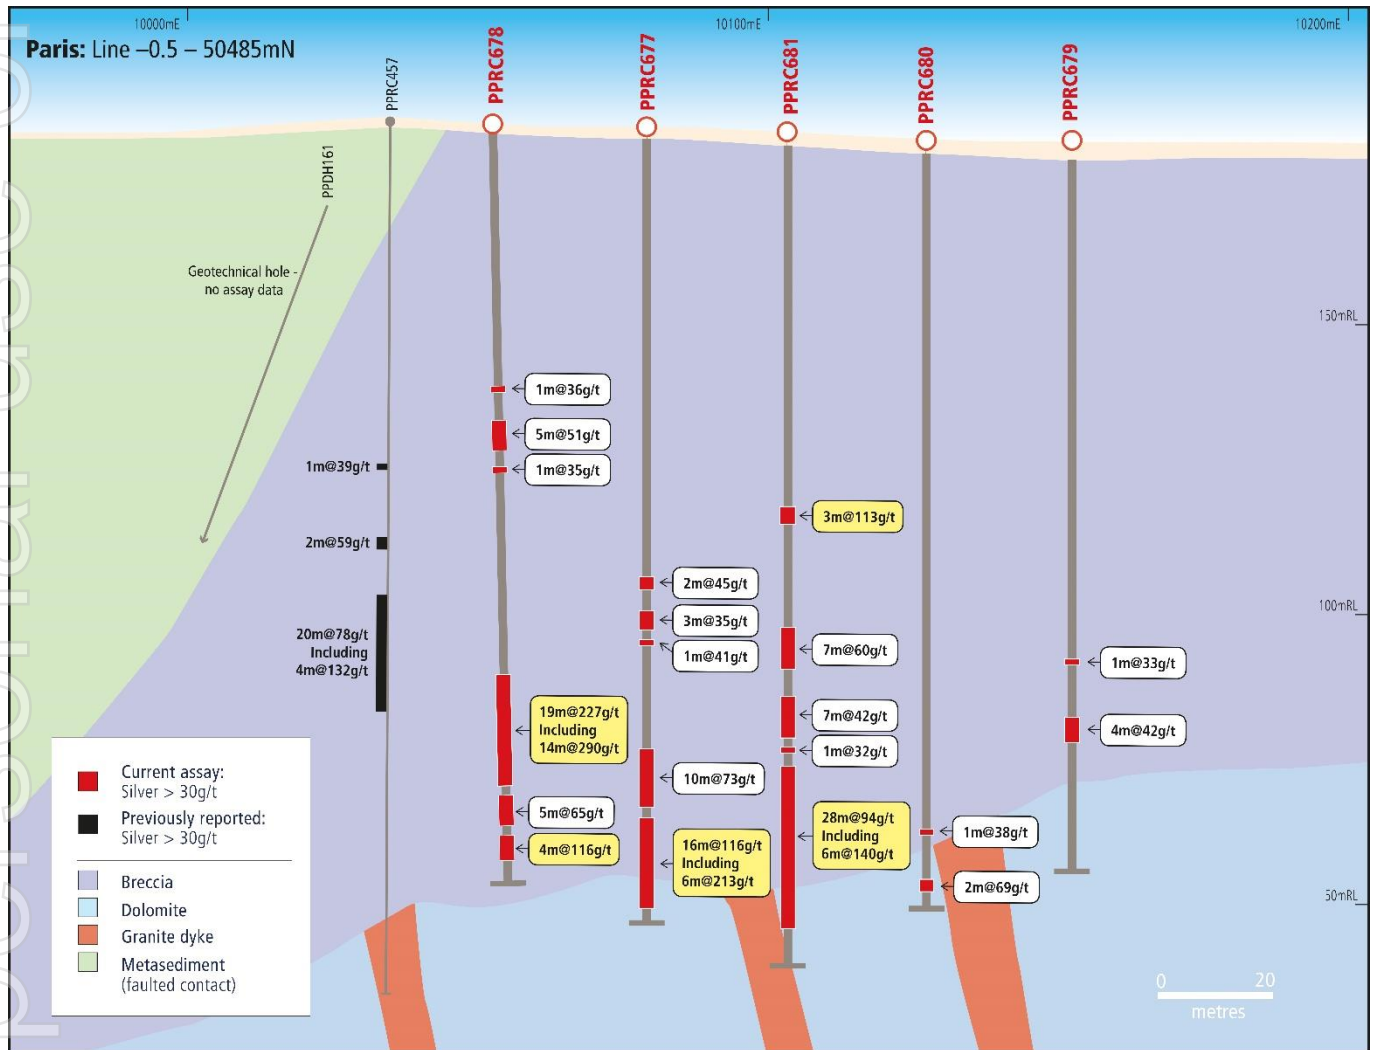 10000mE
10100mE
10200mE
Paris: Line –0.5 – 50485mN
PPRC457
PPRC678
PPRC677
PPRC681
PPRC680
PPRC679
PPDH161
Geotechnical hole -
no assay data
150mRL
100mRL
50mRL
1m@39g/t
2m@59g/t
20m@78g/t
Including
4m@132g/t
1m@36g/t
5m@51g/t
1m@35g/t
19m@227g/t
Including
14m@290g/t
5m@65g/t
4m@116g/t
2m@45g/t
3m@35g/t
1m@41g/t
10m@73g/t
16m@116g/t
Including
6m@213g/t
3m@113g/t
7m@60g/t
7m@42g/t
1m@32g/t
28m@94g/t
Including
6m@140g/t
1m@38g/t
2m@69g/t
1m@33g/t
4m@42g/t
Current assay:
Silver > 30g/t
Previously reported:
Silver > 30g/t
Breccia
Dolomite
Granite dyke
Metasediment
(faulted contact)
0 20
metres